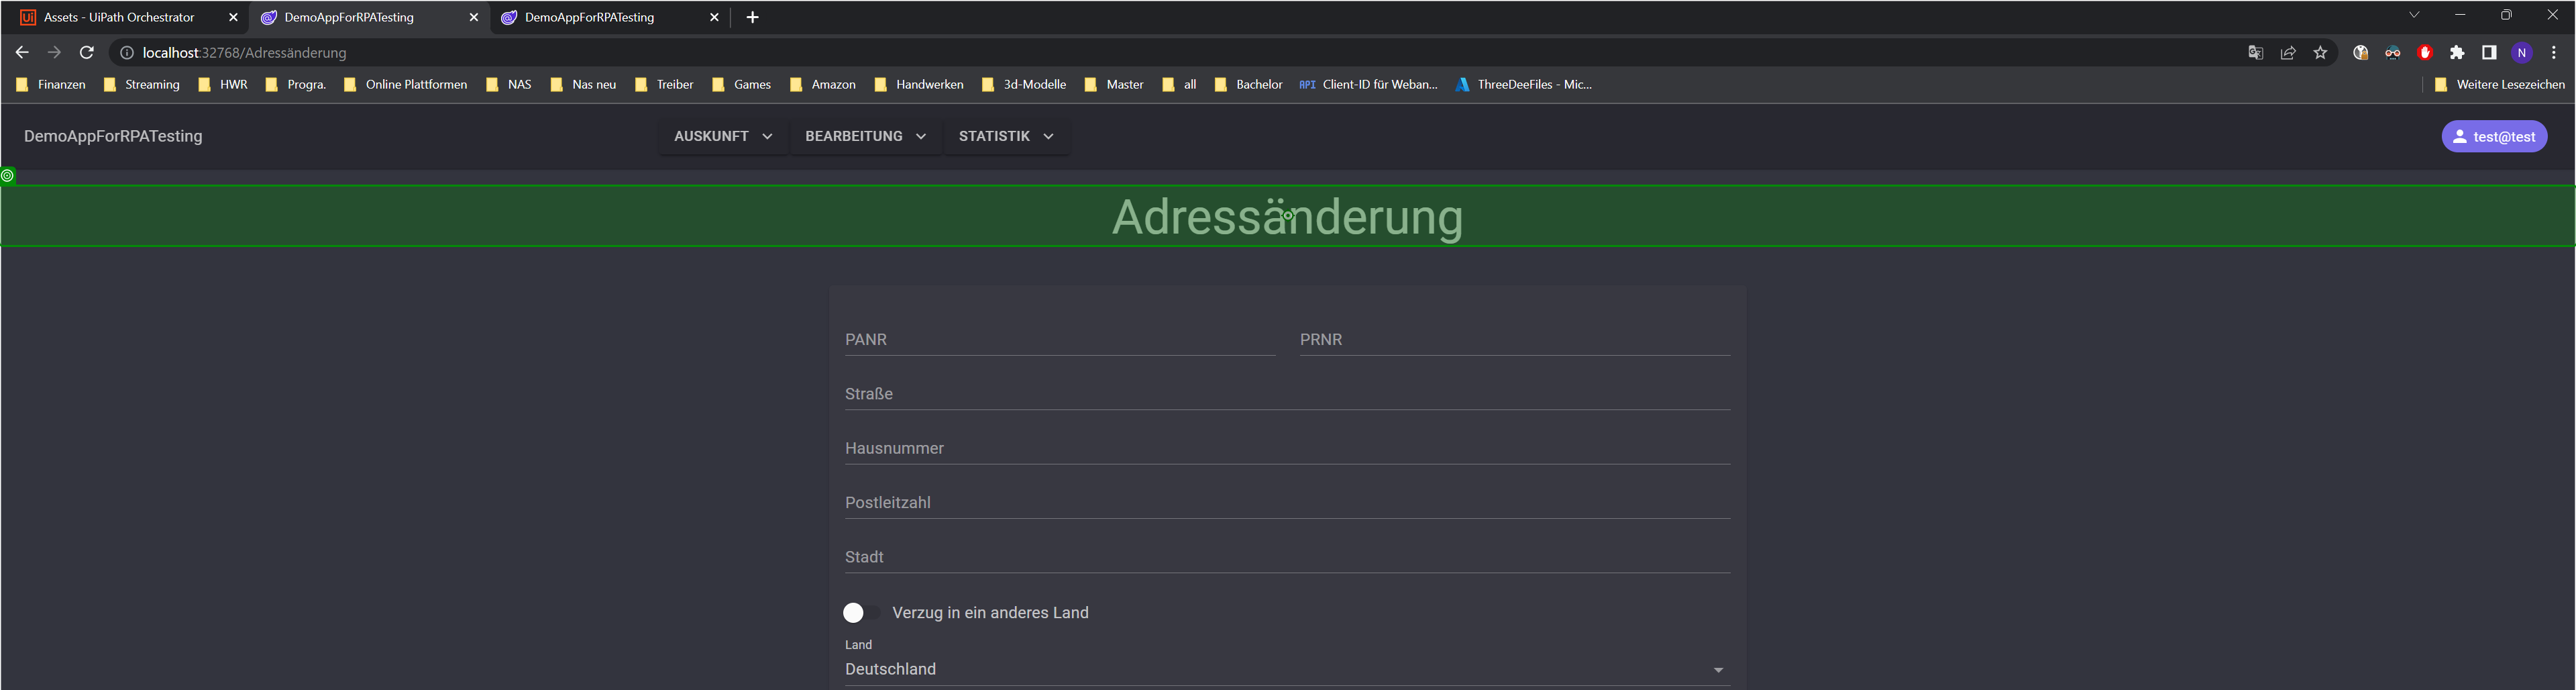 Assets - UiPath Orchestrator DemoAppForRPATesting DemoAppForRPATesting
localhost:32768/Adressänderung N
Finanzen Streaming HWR Progra. Online Plattformen NAS Nas neu Treiber Games Amazon Handwerken 3d-Modelle Master all Bachelor API Client-ID für Weban... ThreeDeeFiles - Mic... Weitere Lesezeichen
DemoAppForRPATesting AUSKUNFT BEARBEITUNG STATISTIK test@test
Adressänderung
PANR PRNR
Straße
Hausnummer
Postleitzahl
Stadt
Verzug in ein anderes Land
Land
Deutschland